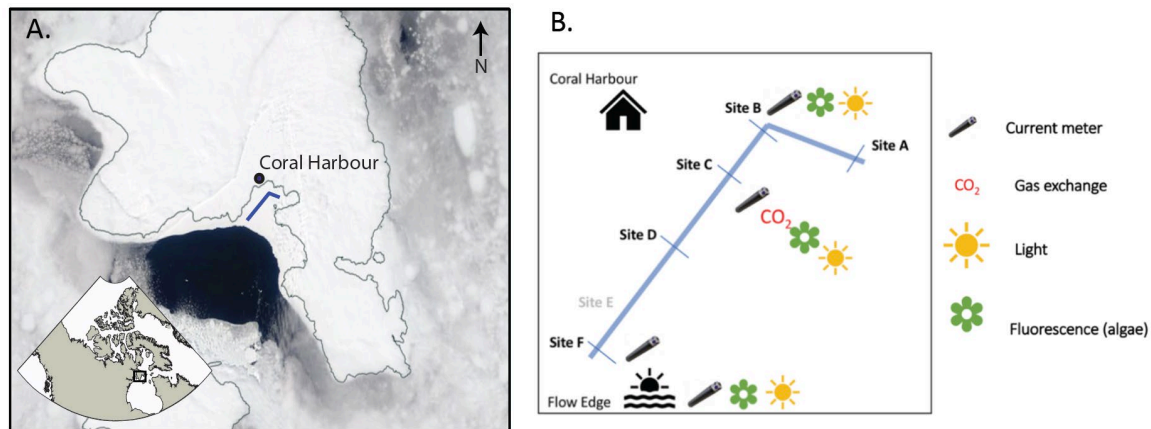 A.
N
Coral Harbour
B.
Coral Harbour
Site B
Site A
Site C
CO2
Site D
Site E
Site F
Flow Edge
Current meter
CO2 Gas exchange
Light
Fluorescence (algae)